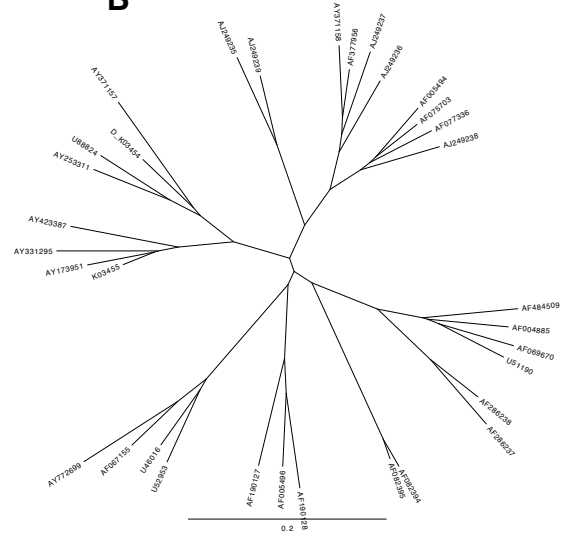 B
AJ249235
AJ249239
AY371158
AF377956
AJ249237
AJ249236
AF005494
AF075703
AF077336
AJ249238
AY371157
D_K03454
U88824
AY253311
AY423387
AY331295
AY173951
K03455
AF484509
AF004885
AF069670
U51190
AF286238
AF286237
AF082394
AF082395
AF190128
AF005496
AF190127
U52953
U46016
AF067155
AY772699
0.2